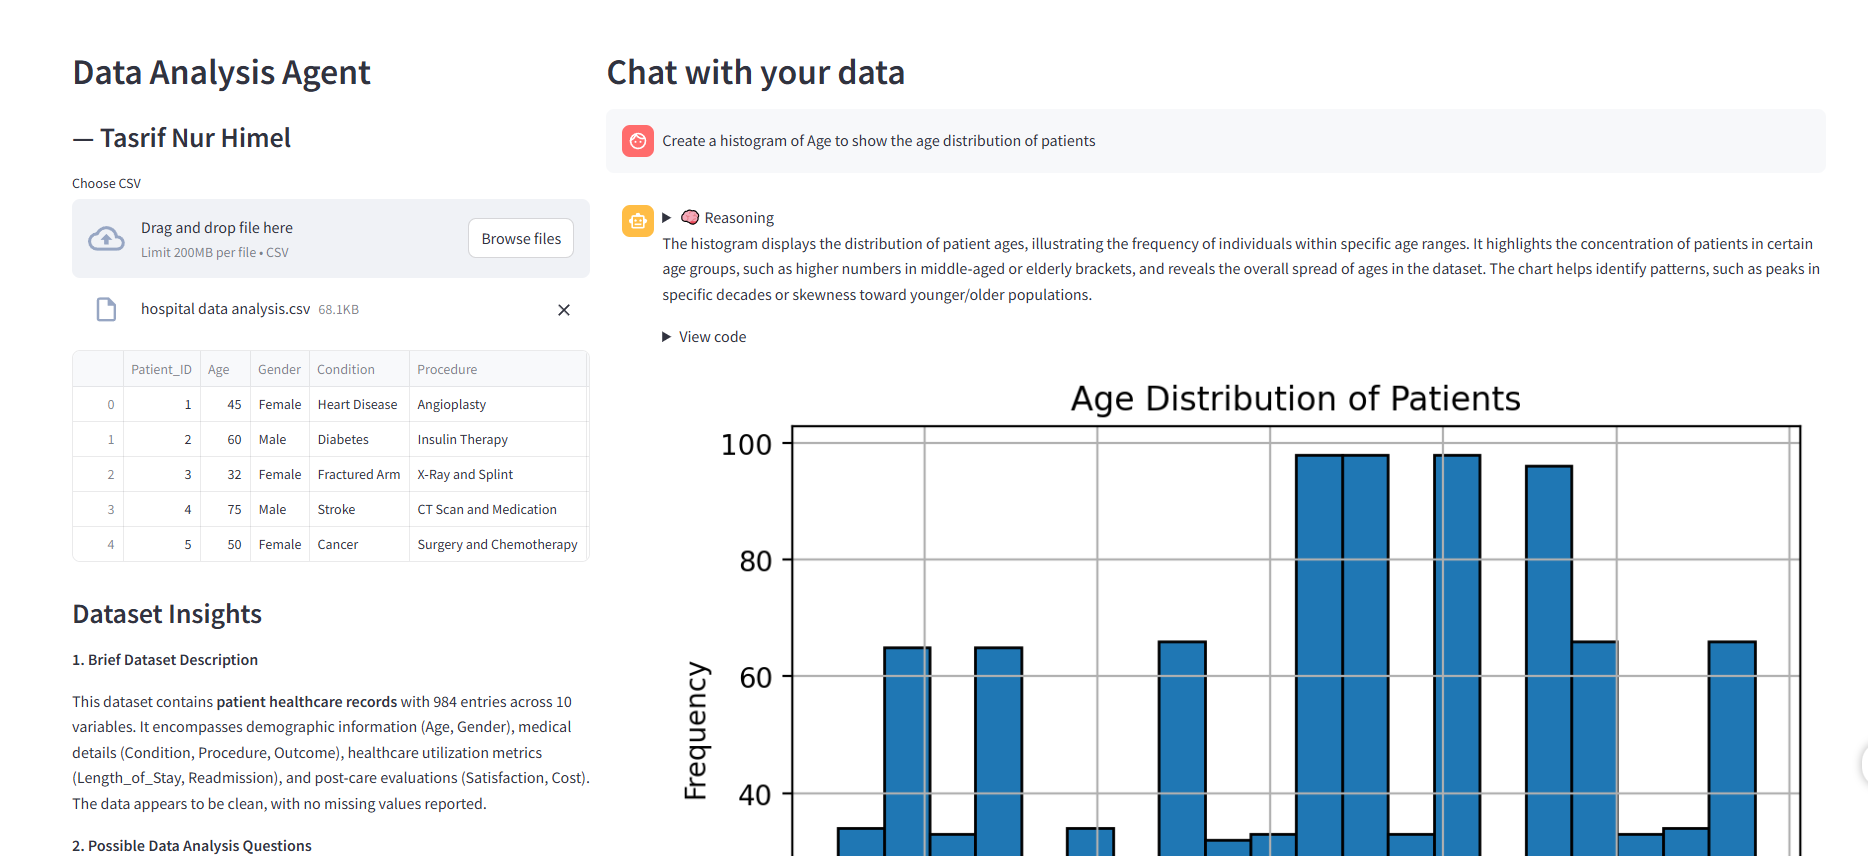 Data Analysis Agent
— Tasrif Nur Himel
Choose CSV
Drag and drop file here
Limit 200MB per file • CSV
Browse files
hospital data analysis.csv 68.1KB
Patient_ID Age Gender Condition Procedure
0 1 45 Female Heart Disease Angioplasty
1 2 60 Male Diabetes Insulin Therapy
2 3 32 Female Fractured Arm X-Ray and Splint
3 4 75 Male Stroke CT Scan and Medication
4 5 50 Female Cancer Surgery and Chemotherapy
Dataset Insights
1. Brief Dataset Description
This dataset contains patient healthcare records with 984 entries across 10
variables. It encompasses demographic information (Age, Gender), medical
details (Condition, Procedure, Outcome), healthcare utilization metrics
(Length_of_Stay, Readmission), and post-care evaluations (Satisfaction, Cost).
The data appears to be clean, with no missing values reported.
2. Possible Data Analysis Questions
Chat with your data
Create a histogram of Age to show the age distribution of patients
Reasoning
The histogram displays the distribution of patient ages, illustrating the frequency of individuals within specific age ranges. It highlights the concentration of patients in certain
age groups, such as higher numbers in middle-aged or elderly brackets, and reveals the overall spread of ages in the dataset. The chart helps identify patterns, such as peaks in
specific decades or skewness toward younger/older populations.
View code
Age Distribution of Patients
100
80
60
40
Frequency